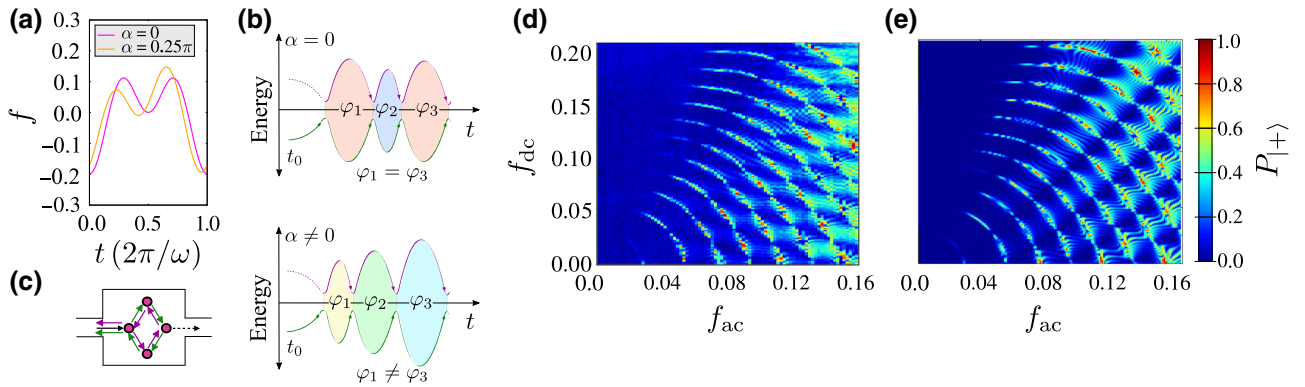 (a)
0.3
0.2
0.1
0.0
−0.1
−0.2
−0.3
f
α = 0
α = 0.25π
0.0 0.5 1.0
t (2π/ω)
(b)
α = 0
Energy
φ₁ φ₂ φ₃
t
t₀
φ₁ = φ₃
α ≠ 0
Energy
φ₁ φ₂ φ₃
t
t₀
φ₁ ≠ φ₃
(c)
(d)
0.20
0.15
0.10
0.05
0.00
f_dc
0.0 0.04 0.08 0.12 0.16
f_ac
(e)
0.0 0.04 0.08 0.12 0.16
f_ac
1.0
0.8
0.6
0.4
0.2
0.0
P_|+⟩